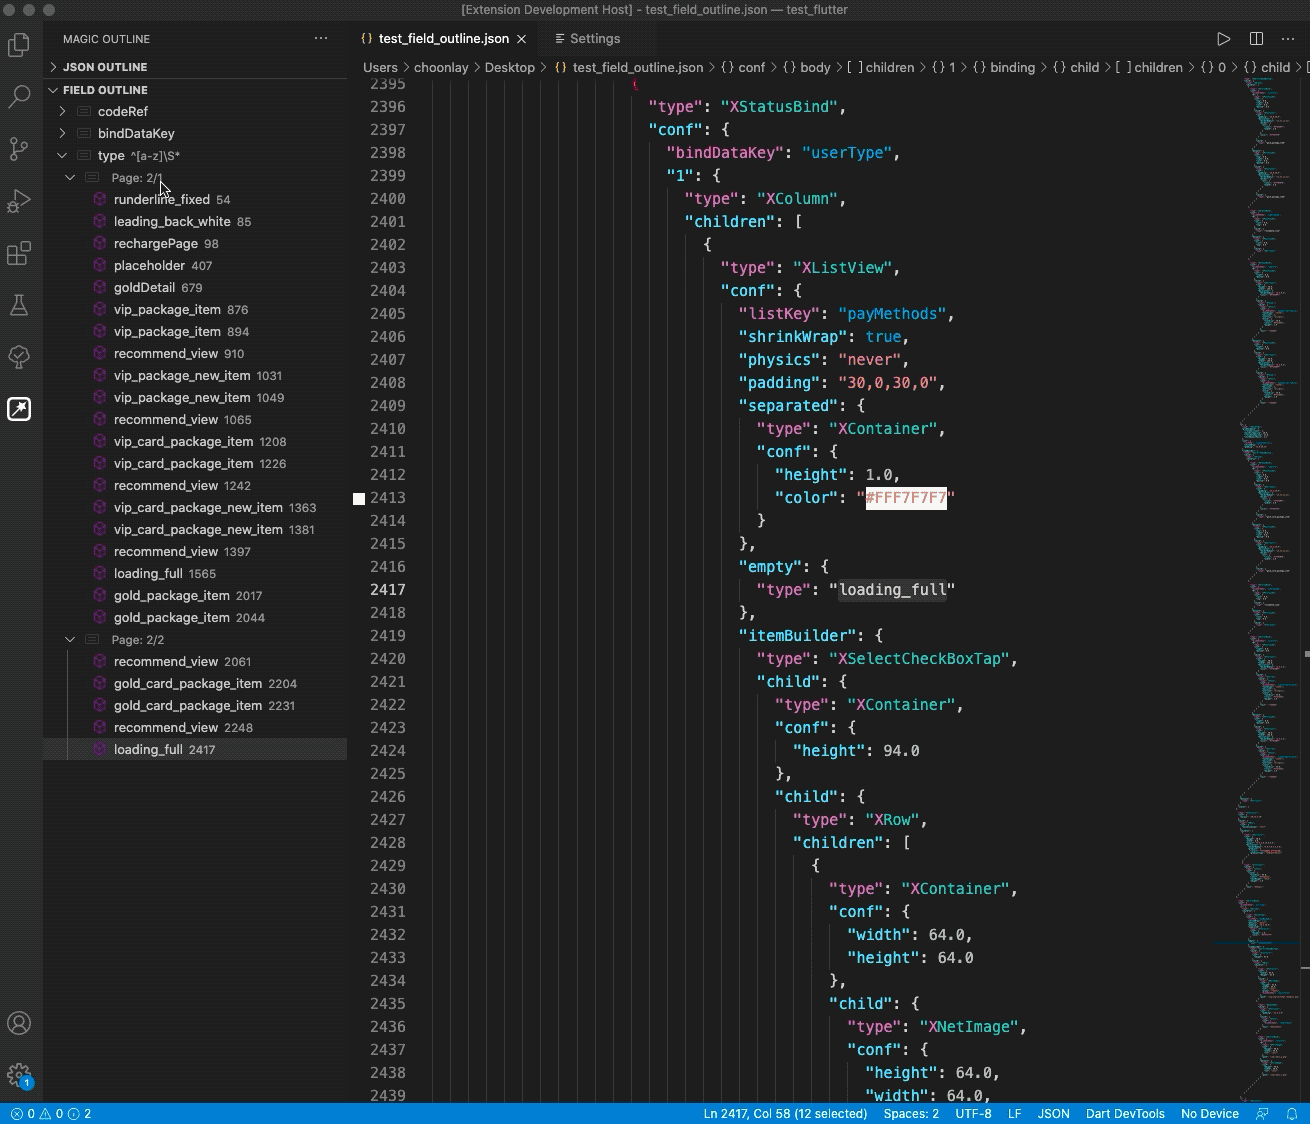 [Extension Development Host] - test_field_outline.json — test_flutter
MAGIC OUTLINE
JSON OUTLINE
FIELD OUTLINE
codeRef
bindDataKey
type ^[a-z]\S*
Page: 2/1
runderline_fixed 54
leading_back_white 85
rechargePage 98
placeholder 407
goldDetail 679
vip_package_item 876
vip_package_item 894
recommend_view 910
vip_package_new_item 1031
vip_package_new_item 1049
recommend_view 1065
vip_card_package_item 1208
vip_card_package_item 1226
recommend_view 1242
vip_card_package_new_item 1363
vip_card_package_new_item 1381
recommend_view 1397
loading_full 1565
gold_package_item 2017
gold_package_item 2044
Page: 2/2
recommend_view 2061
gold_card_package_item 2204
gold_card_package_item 2231
recommend_view 2248
loading_full 2417
{} test_field_outline.json
Settings
Users > choonlay > Desktop > {} test_field_outline.json > {} conf > {} body > [ ] children > {} 1 > {} binding > {} child > [ ] children > {} 0 > {} child > [
2395 {
2396 "type": "XStatusBind",
2397 "conf": {
2398 "bindDataKey": "userType",
2399 "1": {
2400 "type": "XColumn",
2401 "children": [
2402 {
2403 "type": "XListView",
2404 "conf": {
2405 "listKey": "payMethods",
2406 "shrinkWrap": true,
2407 "physics": "never",
2408 "padding": "30,0,30,0",
2409 "separated": {
2410 "type": "XContainer",
2411 "conf": {
2412 "height": 1.0,
2413 "color": "#FFF7F7F7"
2414 }
2415 },
2416 "empty": {
2417 "type": "loading_full"
2418 },
2419 "itemBuilder": {
2420 "type": "XSelectCheckBoxTap",
2421 "child": {
2422 "type": "XContainer",
2423 "conf": {
2424 "height": 94.0
2425 },
2426 "child": {
2427 "type": "XRow",
2428 "children": [
2429 {
2430 "type": "XContainer",
2431 "conf": {
2432 "width": 64.0,
2433 "height": 64.0
2434 },
2435 "child": {
2436 "type": "XNetImage",
2437 "conf": {
2438 "height": 64.0,
2439 "width": 64.0,
1
0 0 2
Ln 2417, Col 58 (12 selected)
Spaces: 2
UTF-8
LF
JSON
Dart DevTools
No Device